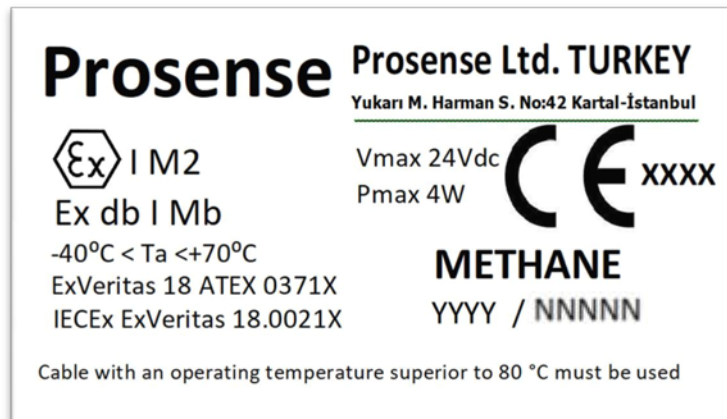 Prosense
Prosense Ltd. TURKEY
Yukarı M. Harman S. No:42 Kartal-İstanbul
Ex I M2
Ex db I Mb
-40⁰C < Ta <+70⁰C
ExVeritas 18 ATEX 0371X
IECEx ExVeritas 18.0021X
Vmax 24Vdc
Pmax 4W
CE XXXX
METHANE
YYYY / NNNNN
Cable with an operating temperature superior to 80 °C must be used